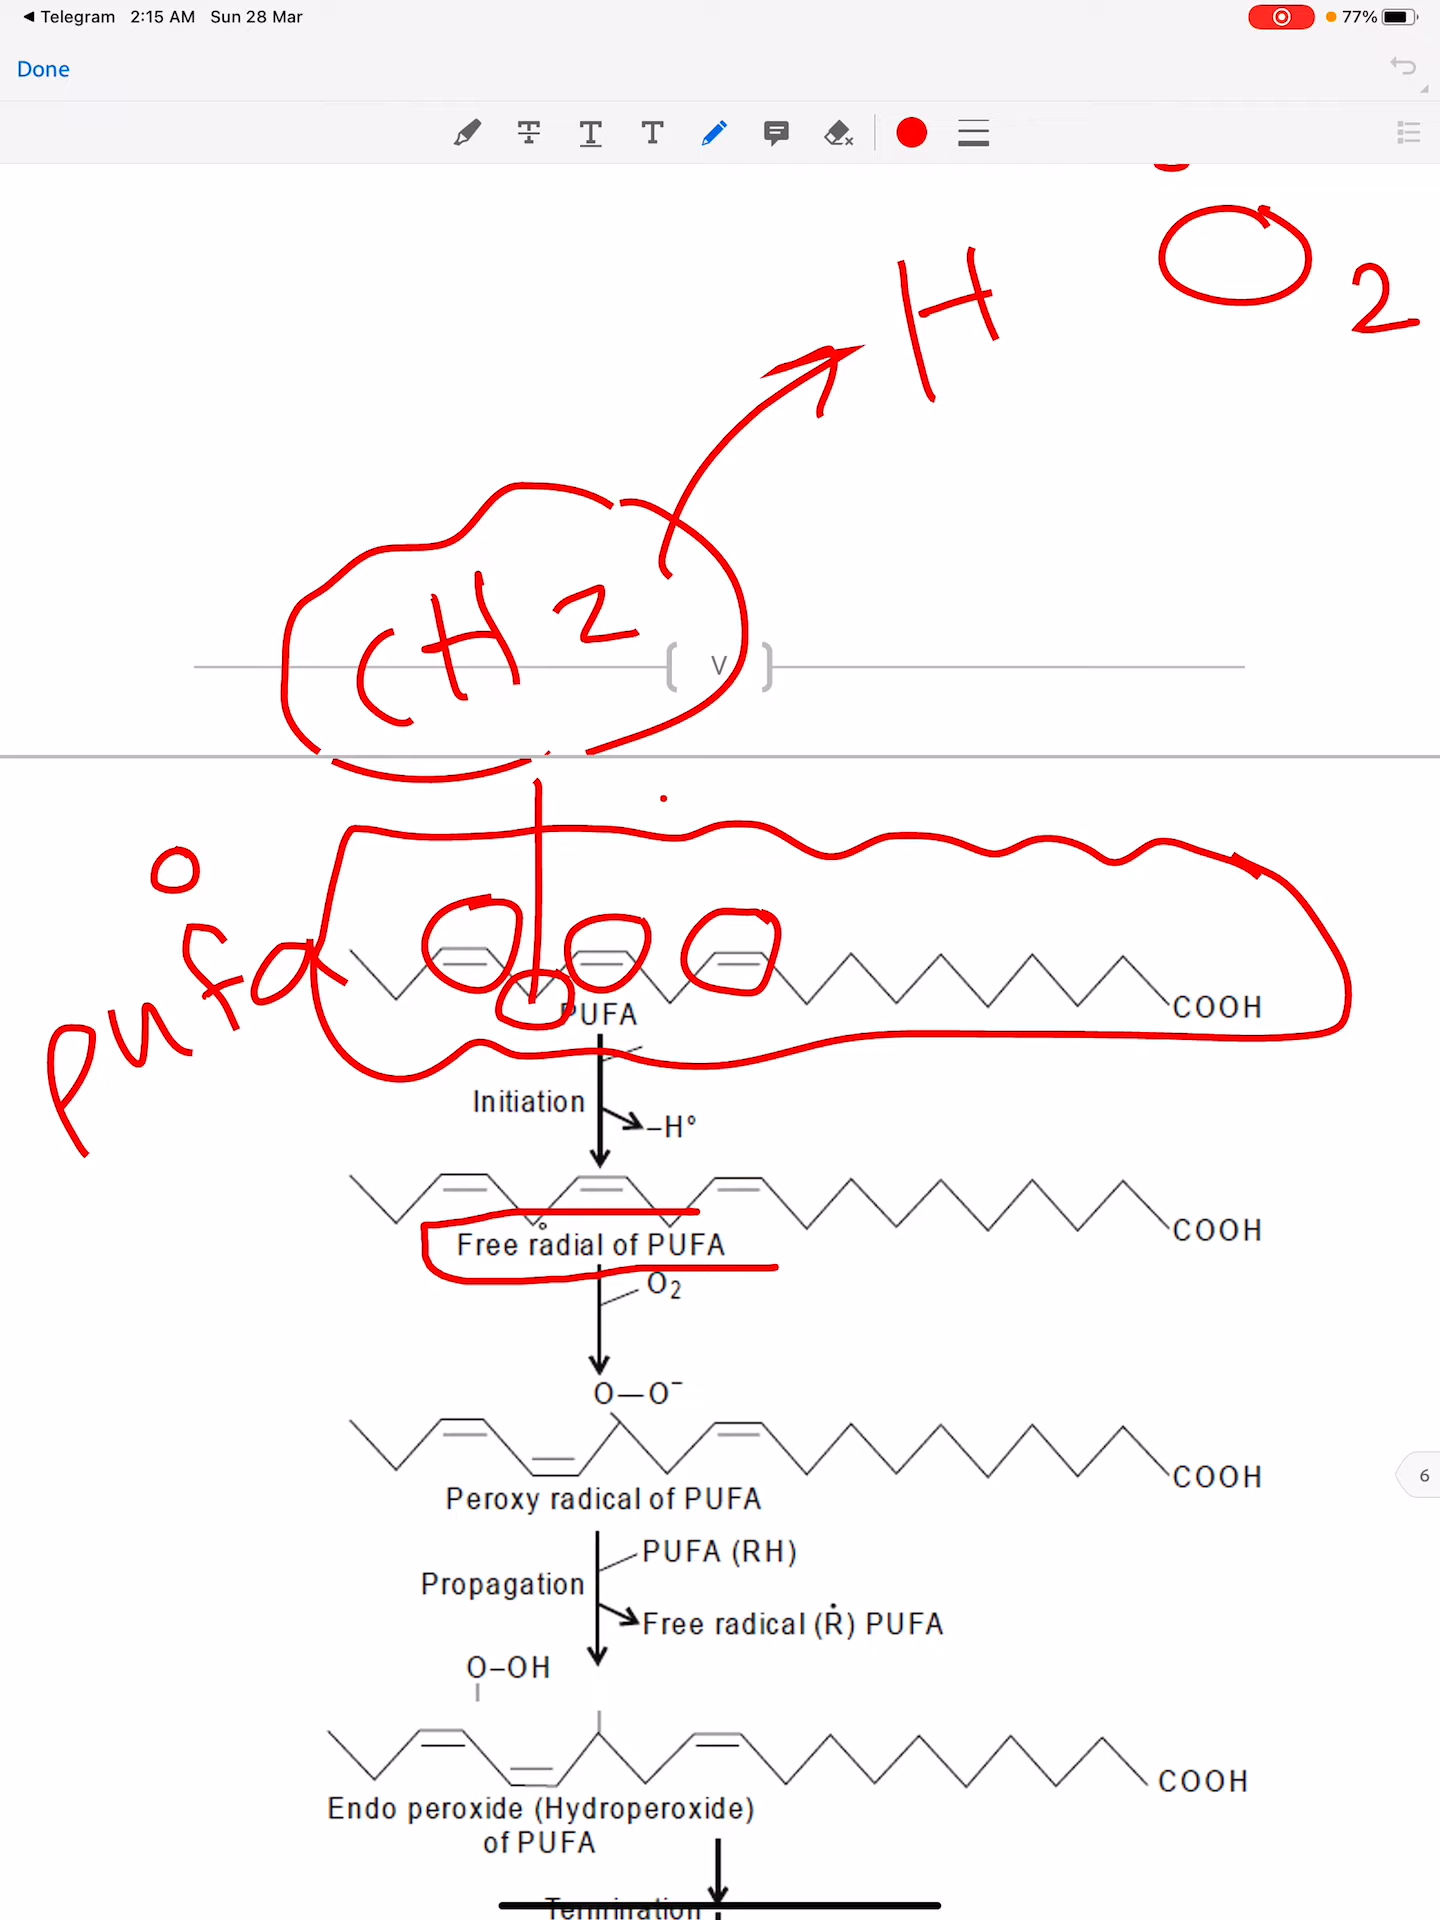 ◀ Telegram 2:15 AM Sun 28 Mar 77%
Done
T T T
H O 2
CH2
V
pufa
COOH
PUFA
Initiation
–H°
COOH
Free radial of PUFA
O2
O—O–
COOH
Peroxy radical of PUFA
PUFA (RH)
Propagation
Free radical (Ṙ) PUFA
O–OH
COOH
Endo peroxide (Hydroperoxide)
of PUFA
Termination
6